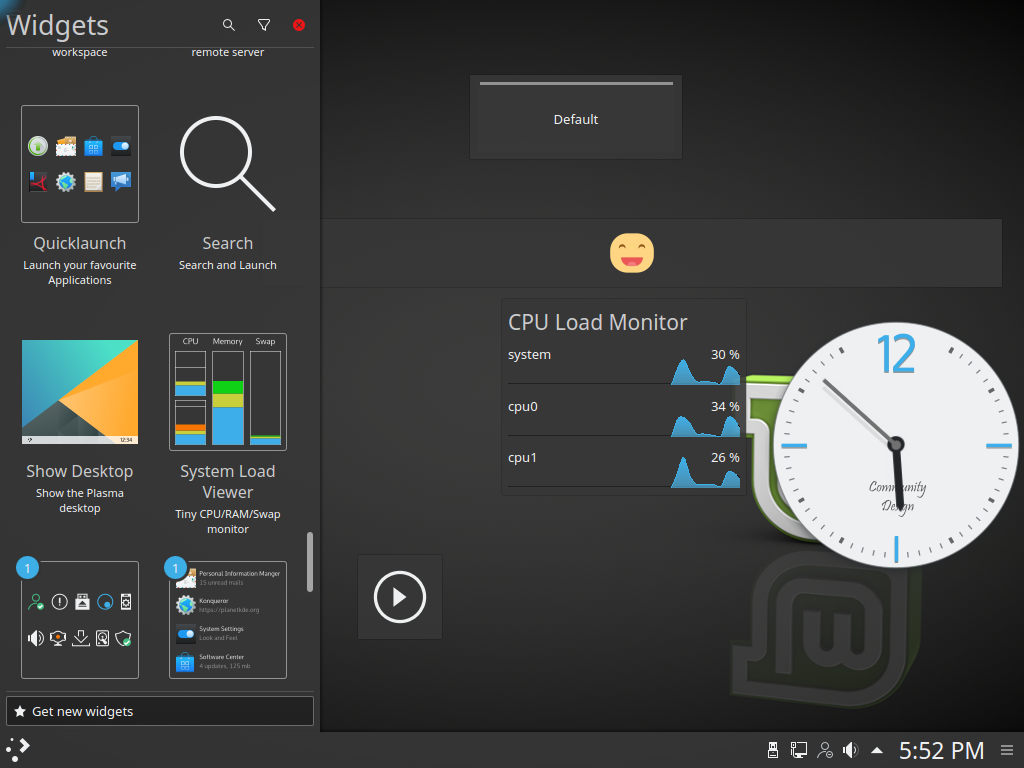 Widgets
workspace
remote server
Quicklaunch
Launch your favourite
Applications
Search
Search and Launch
Show Desktop
Show the Plasma
desktop
CPU Memory Swap
System Load
Viewer
Tiny CPU/RAM/Swap
monitor
12:34
1
1
Personal Information Manger
15 unread mails
Konqueror
https://planetkde.org
System Settings
Look and Feel
Software Center
4 updates, 125 mb
Get new widgets
Default
CPU Load Monitor
system 30 %
cpu0 34 %
cpu1 26 %
12
Community
Design
5:52 PM